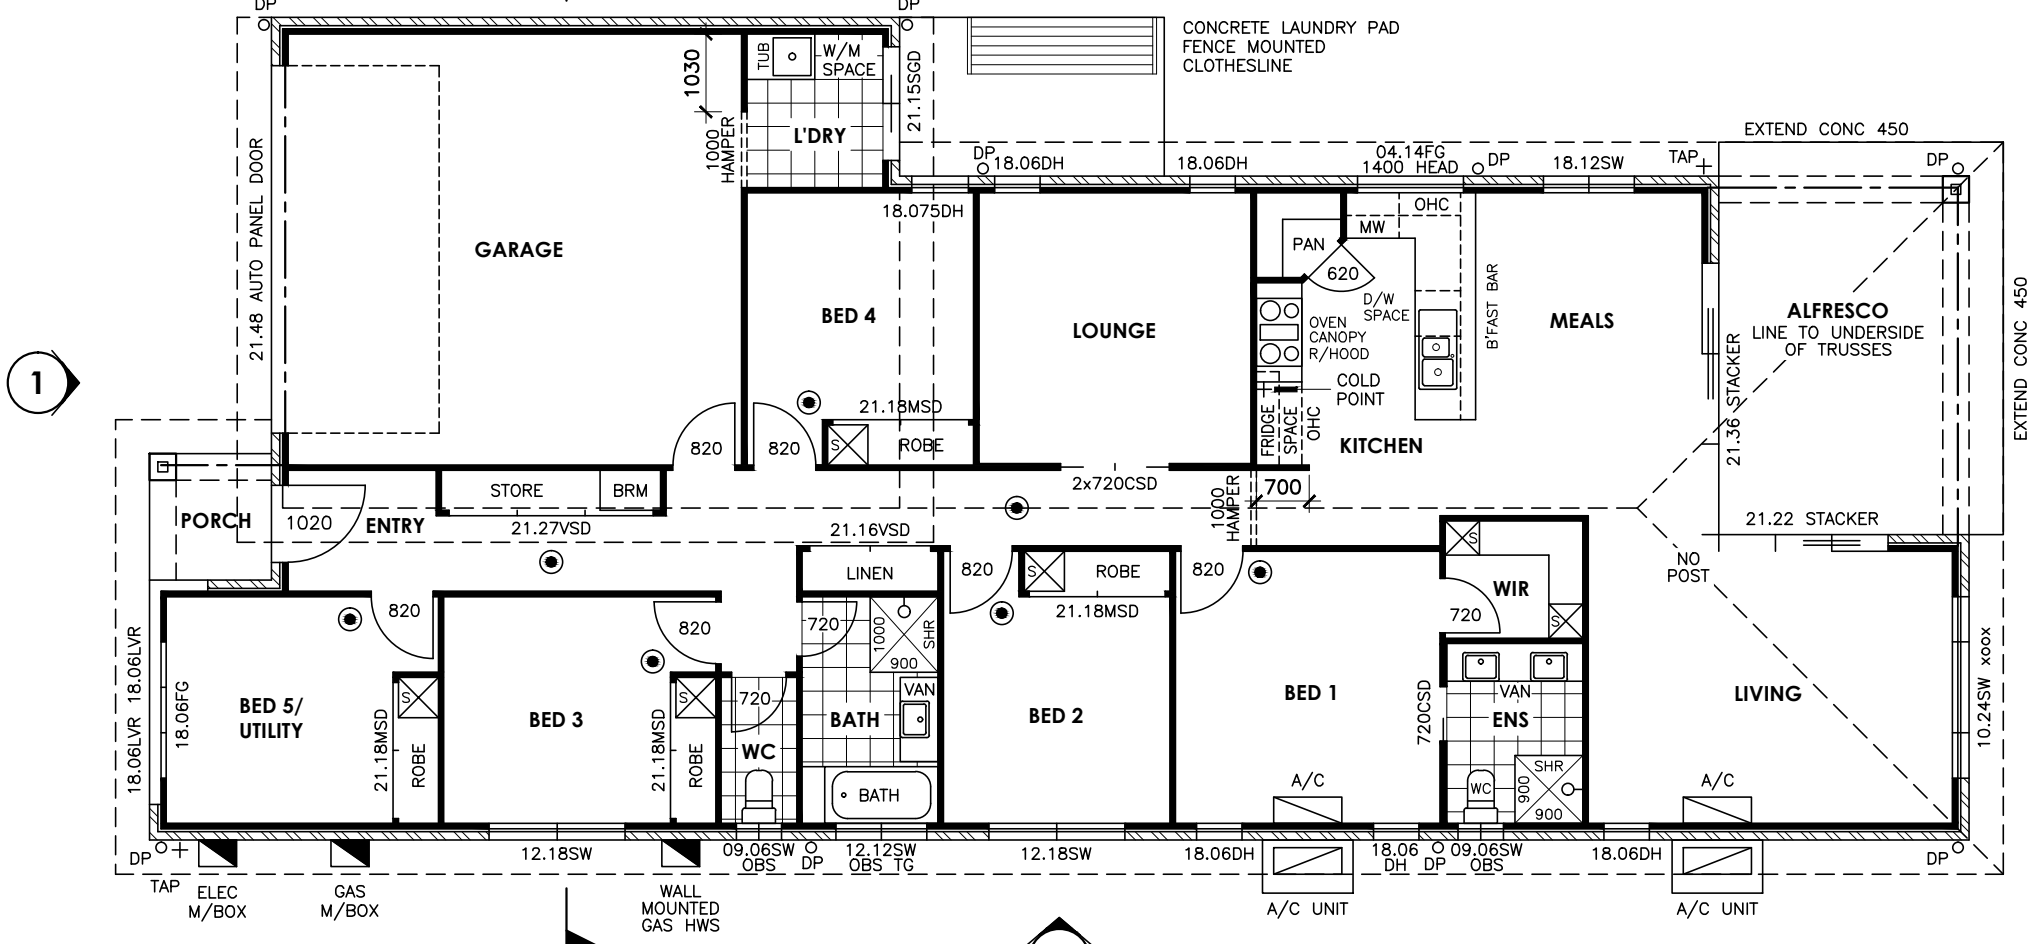 DP
DP
CONCRETE LAUNDRY PAD
FENCE MOUNTED
CLOTHESLINE
TUB
W/M
SPACE
1030
21.15SGD
L'DRY
1000
HAMPER
EXTEND CONC 450
DP
18.06DH
18.06DH
04.14FG
1400 HEAD
DP
18.12SW
TAP
DP
21.48 AUTO PANEL DOOR
GARAGE
18.075DH
OHC
MW
PAN
620
BED 4
LOUNGE
D/W
SPACE
OVEN
CANOPY
R/HOOD
B'FAST BAR
MEALS
ALFRESCO
LINE TO UNDERSIDE
OF TRUSSES
21.36 STACKER
EXTEND CONC 450
1
COLD
POINT
21.18MSD
S
ROBE
FRIDGE
SPACE
OHC
KITCHEN
820
820
2x720CSD
1000
HAMPER
700
STORE
BRM
PORCH
1020
ENTRY
21.27VSD
21.16VSD
21.22 STACKER
NO
POST
LINEN
820
S
ROBE
21.18MSD
820
S
WIR
720
S
820
820
720
1000
SHR
900
18.06LVR
18.06LVR
18.06FG
BED 5/
UTILITY
S
21.18MSD
ROBE
BED 3
S
21.18MSD
ROBE
720
WC
BATH
VAN
BATH
BED 2
BED 1
720CSD
VAN
ENS
WC
SHR
900
900
LIVING
10.24SW xoox
A/C
A/C
DP
TAP
ELEC
M/BOX
GAS
M/BOX
12.18SW
WALL
MOUNTED
GAS HWS
09.06SW
OBS
DP
12.12SW
OBS TG
12.18SW
18.06DH
A/C UNIT
18.06
DH
DP
09.06SW
OBS
18.06DH
A/C UNIT
DP